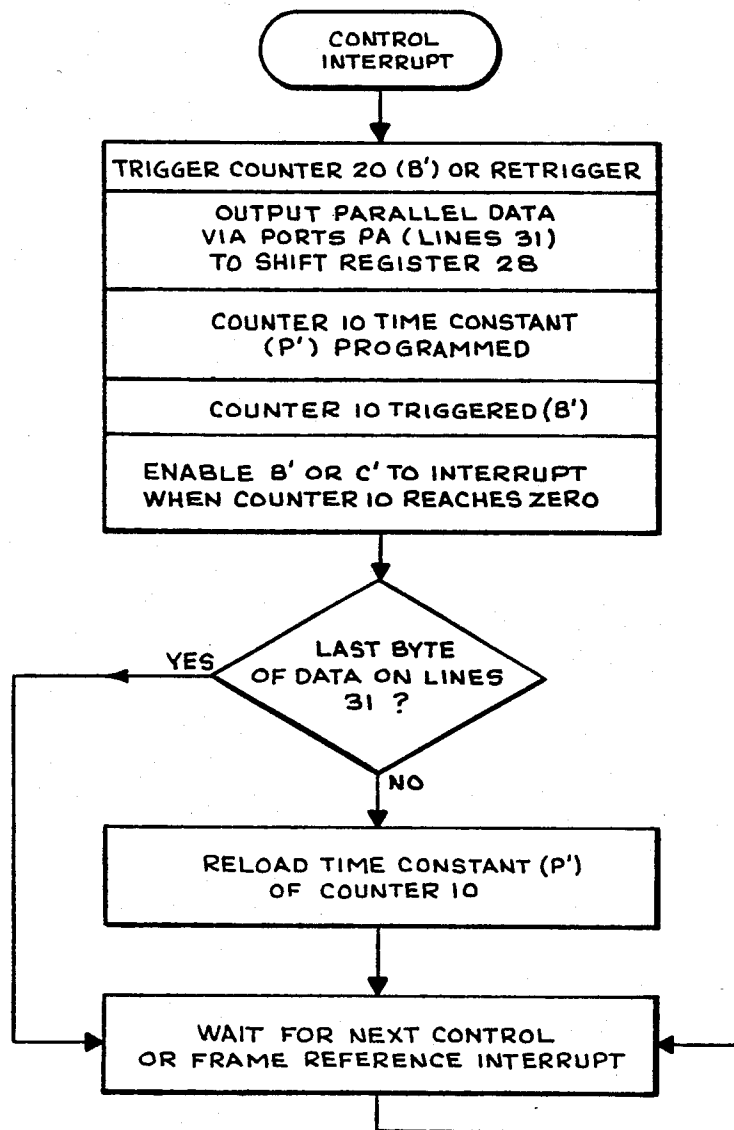 CONTROL
INTERRUPT
TRIGGER COUNTER 20 (B') OR RETRIGGER
OUTPUT PARALLEL DATA
VIA PORTS PA (LINES 31)
TO SHIFT REGISTER 28
COUNTER 10 TIME CONSTANT
(P') PROGRAMMED
COUNTER 10 TRIGGERED (B')
ENABLE B' OR C' TO INTERRUPT
WHEN COUNTER 10 REACHES ZERO
LAST BYTE
OF DATA ON LINES
31 ?
YES
NO
RELOAD TIME CONSTANT (P')
OF COUNTER 10
WAIT FOR NEXT CONTROL
OR FRAME REFERENCE INTERRUPT